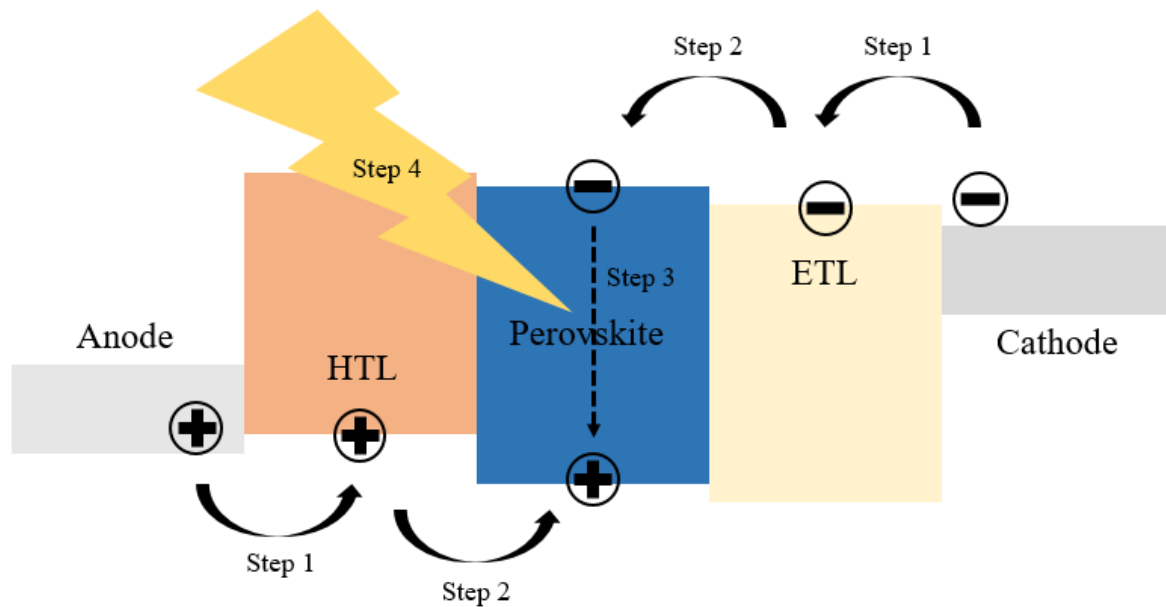 Step 2
Step 1
Step 4
Step 3
ETL
Perovskite
Anode
Cathode
HTL
Step 1
Step 2